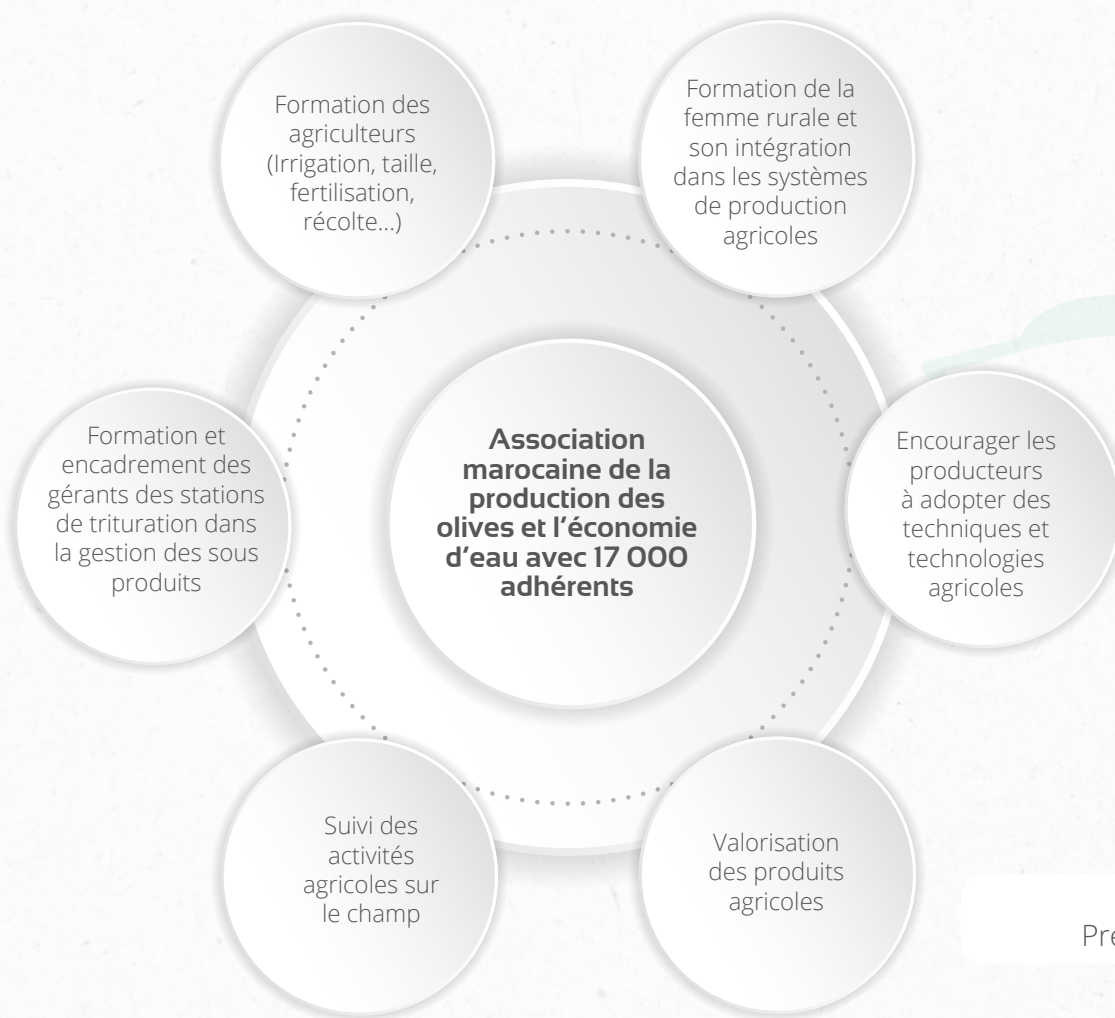 Formation des
agriculteurs
(Irrigation, taille,
fertilisation,
récolte...)
Formation de la
femme rurale et
son intégration
dans les systèmes
de production
agricoles
Formation et
encadrement des
gérants des stations
de trituration dans
la gestion des sous
produits
Association
marocaine de la
production des
olives et l'économie
d'eau avec 17 000
adhérents
Encourager les
producteurs
à adopter des
techniques et
technologies
agricoles
Suivi des
activités
agricoles sur
le champ
Valorisation
des produits
agricoles